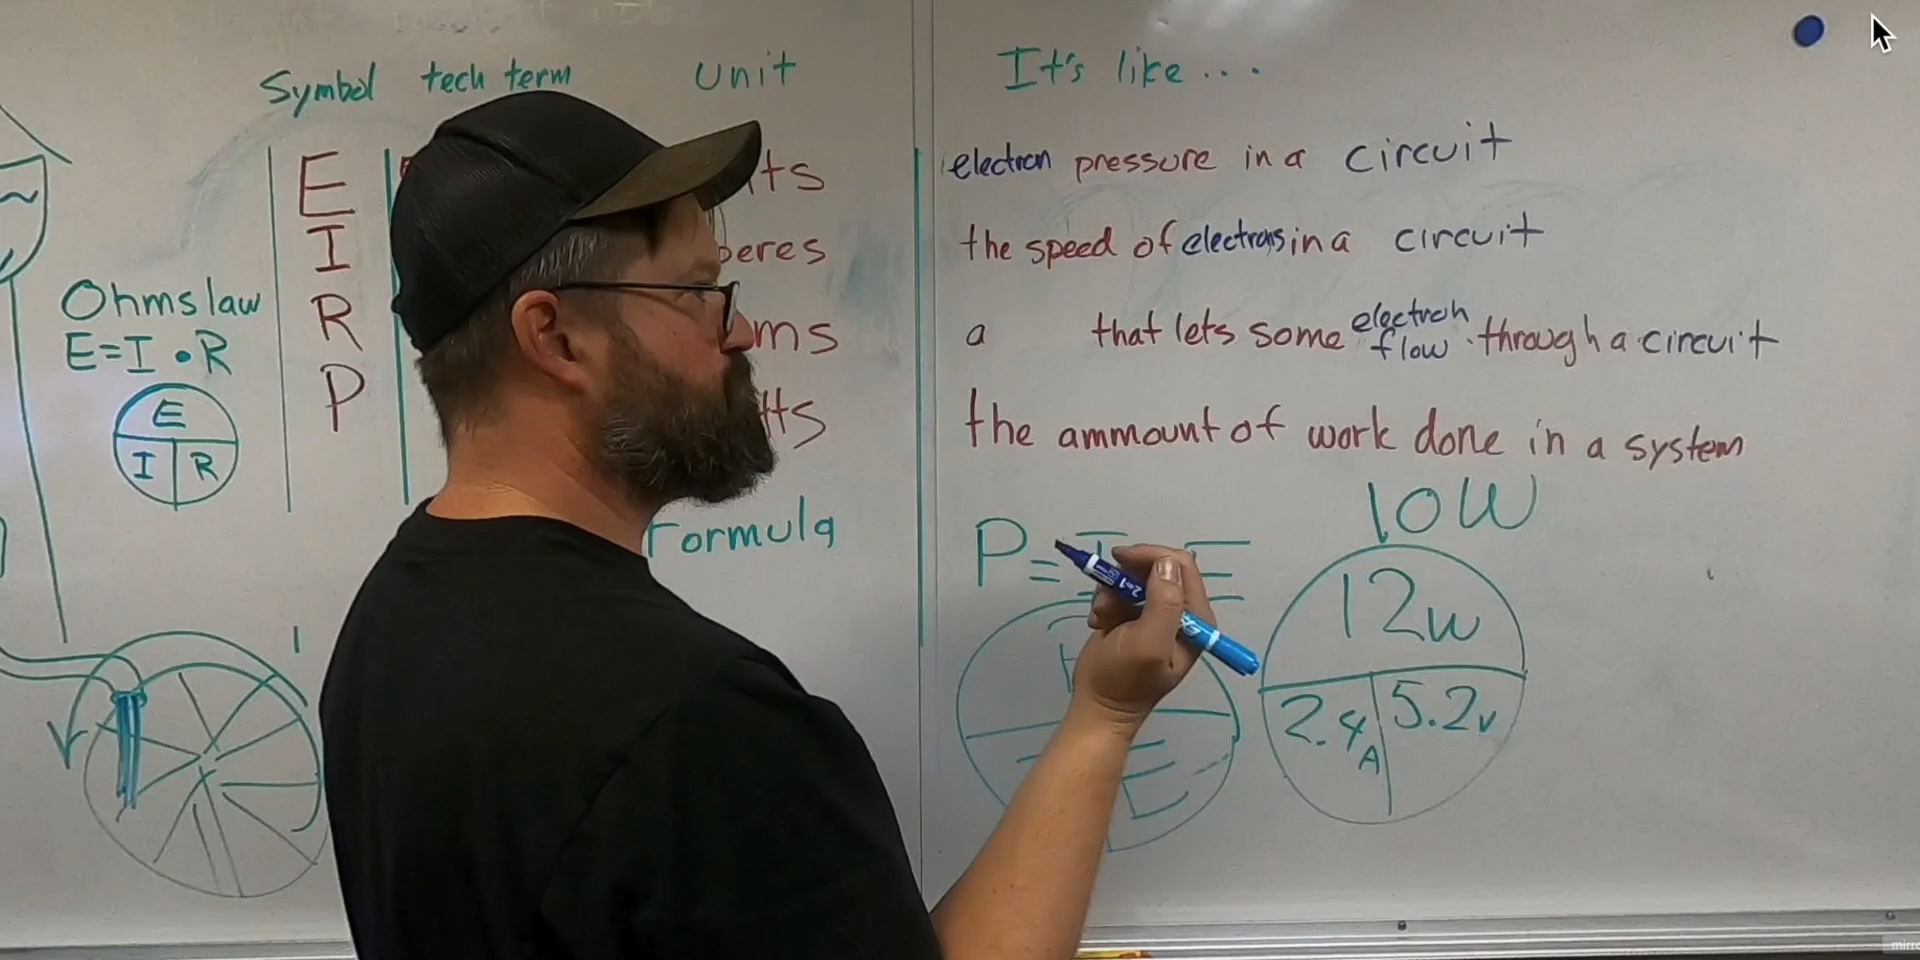 Symbol tech term unit It's like ...
E electron pressure in a circuit
I the speed of electrons in a circuit
Ohms law
R a that lets some electron flow through a circuit
E=I•R
P the ammount of work done in a system
E
I R
Formula
10W
P= E
12w
2.4A 5.2v